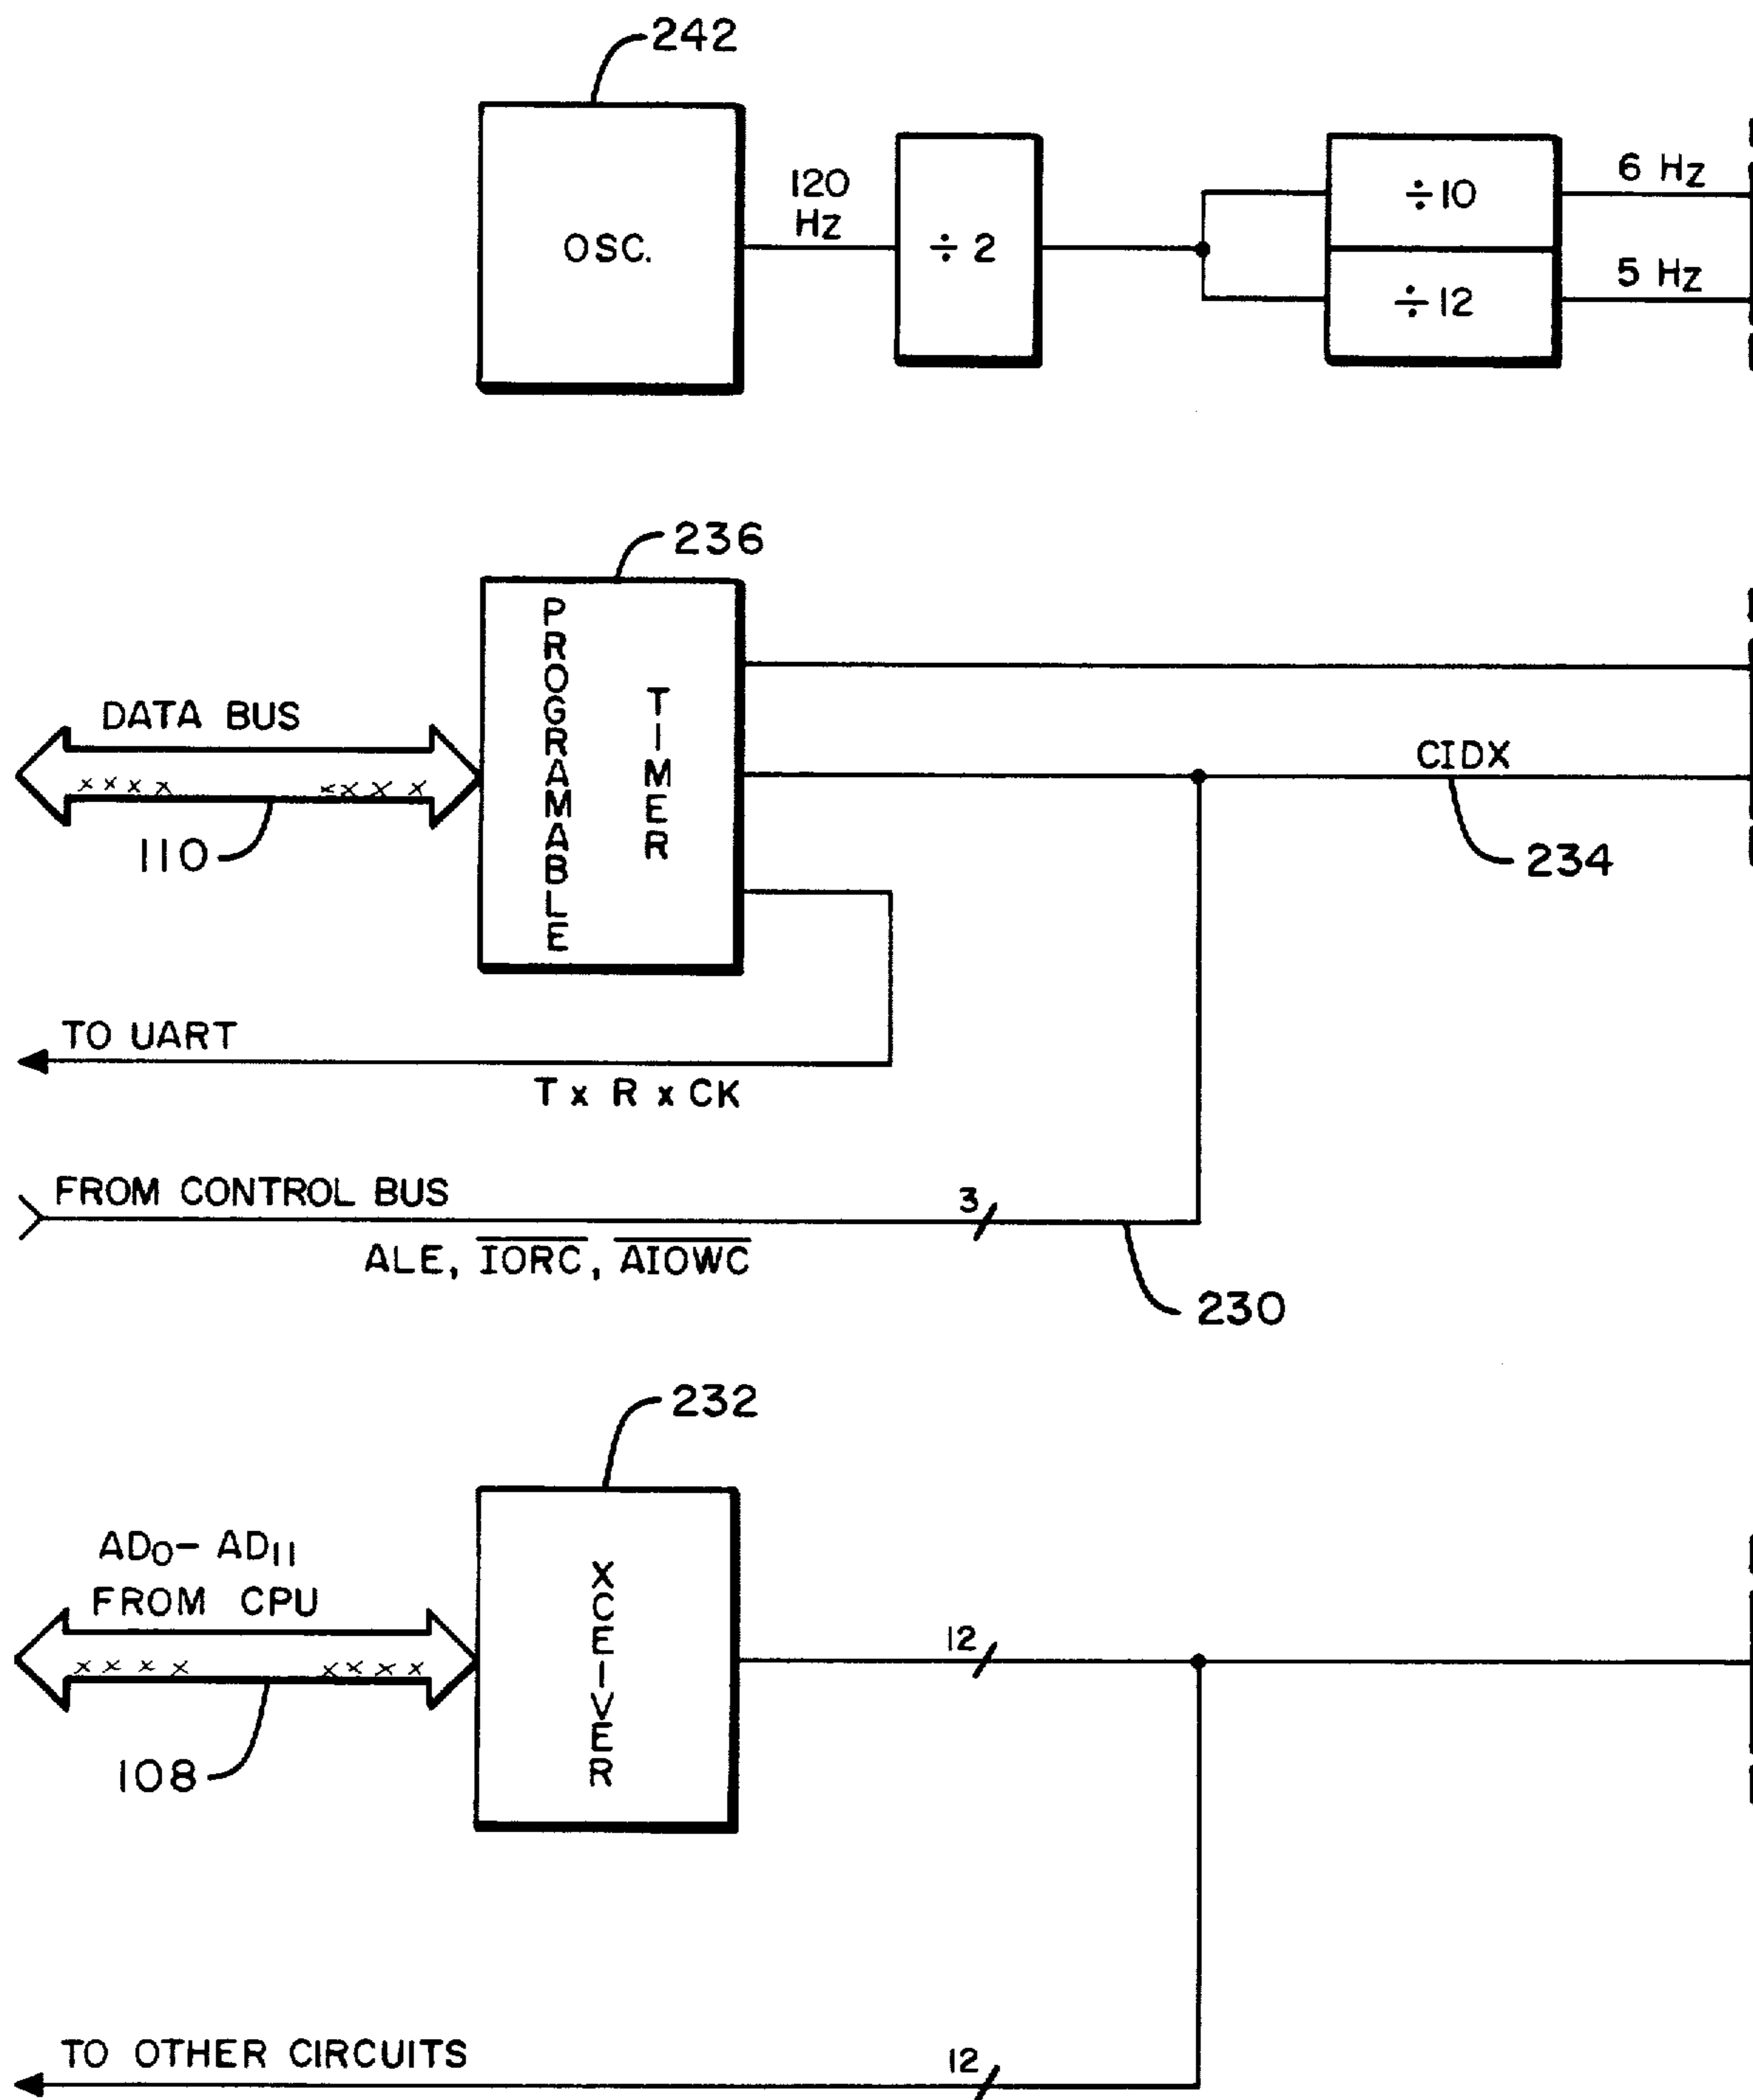 242
OSC.
120
Hz
÷ 2
÷10
÷12
6 Hz
5 Hz
236
PROGRAMABLE
TIMER
DATA BUS
x x x x x x x x
110
CIDX
234
TO UART
T x R x CK
FROM CONTROL BUS
3
ALE, IORC, AIOWC
230
232
AD0- AD11
FROM CPU
x x x x x x x x
108
XCEIVER
12
TO OTHER CIRCUITS
12